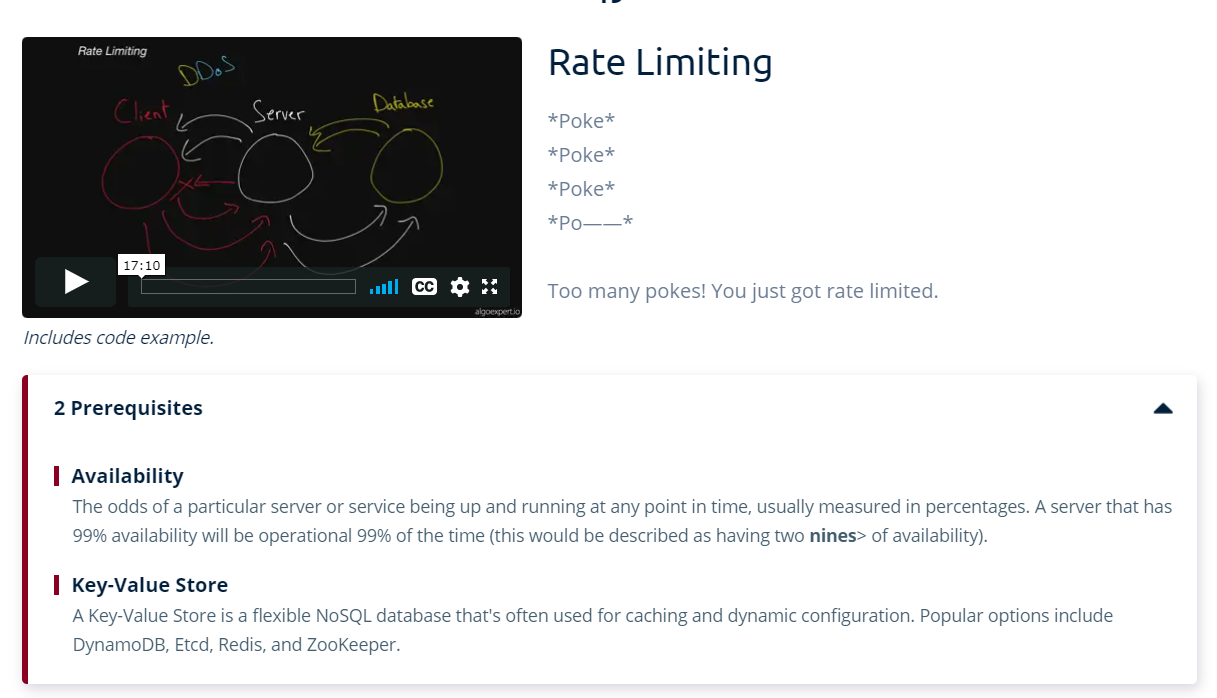 Rate Limiting
DDoS
Client
Server
Database
17:10
CC
algoexpert.io
Includes code example.
Rate Limiting
*Poke*
*Poke*
*Poke*
*Po——*
Too many pokes! You just got rate limited.
2 Prerequisites
Availability
The odds of a particular server or service being up and running at any point in time, usually measured in percentages. A server that has
99% availability will be operational 99% of the time (this would be described as having two nines> of availability).
Key-Value Store
A Key-Value Store is a flexible NoSQL database that's often used for caching and dynamic configuration. Popular options include
DynamoDB, Etcd, Redis, and ZooKeeper.